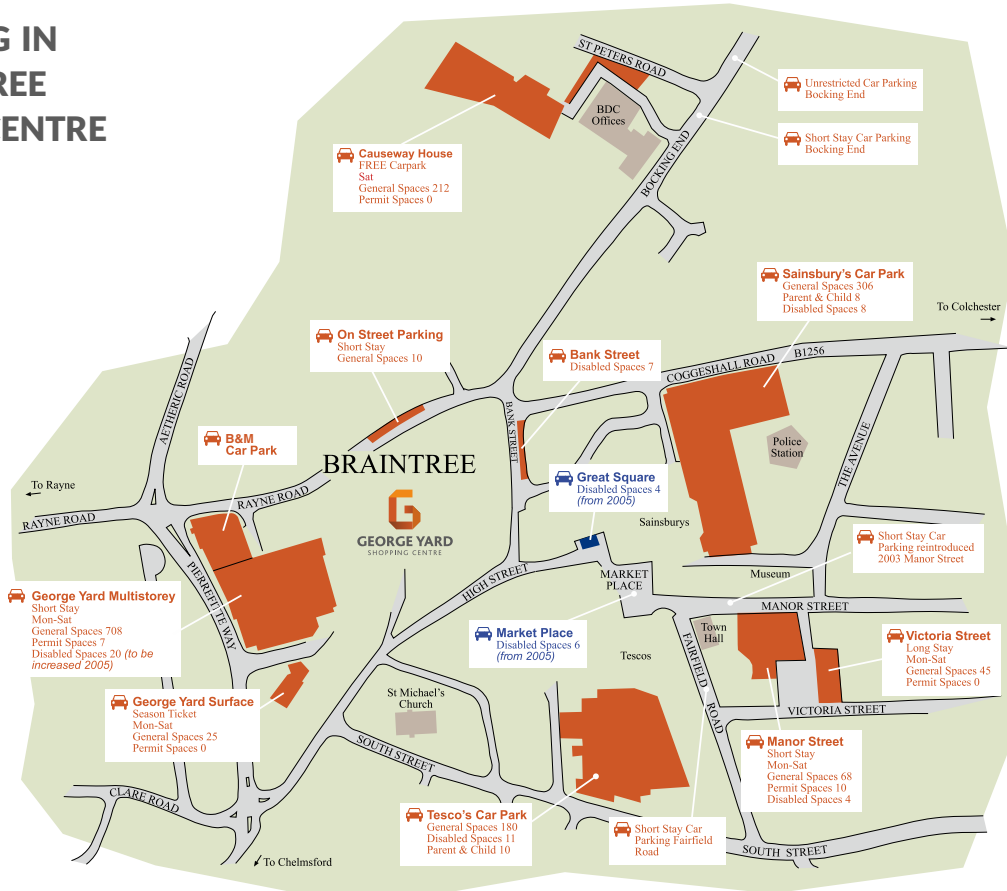 G IN
REE
ENTRE
ST PETERS ROAD
BDC
Offices
BOCKING END
Unrestricted Car Parking
Bocking End
Short Stay Car Parking
Bocking End
Causeway House
FREE Carpark
Sat
General Spaces 212
Permit Spaces 0
Sainsbury's Car Park
General Spaces 306
Parent & Child 8
Disabled Spaces 8
To Colchester
On Street Parking
Short Stay
General Spaces 10
Bank Street
Disabled Spaces 7
COGGESHALL ROAD B1256
AETHERIC ROAD
BANK STREET
THE AVENUE
B&M
Car Park
BRAINTREE
Police
Station
To Rayne
RAYNE ROAD
RAYNE ROAD
GEORGE YARD
SHOPPING CENTRE
Great Square
Disabled Spaces 4
(from 2005)
Sainsburys
Short Stay Car
Parking reintroduced
2003 Manor Street
HIGH STREET
MARKET
PLACE
Museum
MANOR STREET
PIERREFITTE WAY
George Yard Multistorey
Short Stay
Mon-Sat
General Spaces 708
Permit Spaces 7
Disabled Spaces 20 (to be
increased 2005)
Market Place
Disabled Spaces 6
(from 2005)
Tescos
Town
Hall
FAIRFIELD ROAD
Victoria Street
Long Stay
Mon-Sat
General Spaces 45
Permit Spaces 0
VICTORIA STREET
George Yard Surface
Season Ticket
Mon-Sat
General Spaces 25
Permit Spaces 0
St Michael's
Church
SOUTH STREET
Manor Street
Short Stay
Mon-Sat
General Spaces 68
Permit Spaces 10
Disabled Spaces 4
CLARE ROAD
Tesco's Car Park
General Spaces 180
Disabled Spaces 11
Parent & Child 10
Short Stay Car
Parking Fairfield
Road
SOUTH STREET
To Chelmsford